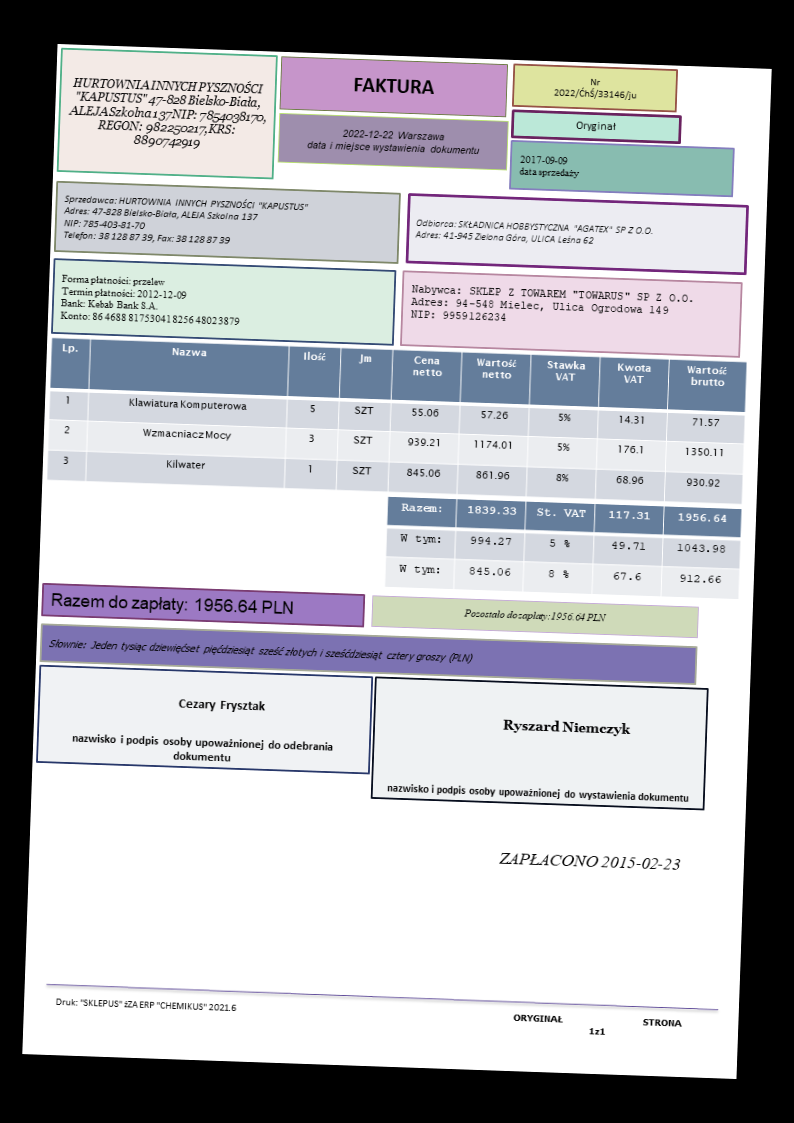 HURTOWNIA INNYCH PYSZNOŚCI
"KAPUSTUS" 47-828 Bielsko-Biała,
ALEJA Szkolna 137 NIP: 7854038170,
REGON: 982250217, KRS:
8890742919
FAKTURA
2022-12-22 Warszawa
data i miejsce wystawienia dokumentu
Nr
2022/ĆhŚ/33146/ju
Oryginał
2017-09-09
data sprzedaży
Sprzedawca: HURTOWNIA INNYCH PYSZNOŚCI "KAPUSTUS"
Adres: 47-828 Bielsko-Biała, ALEJA Szkolna 137
NIP: 785-403-81-70
Telefon: 38 128 87 39, Fax: 38 128 87 39
Odbiorca: SKŁADNICA HOBBYSTYCZNA "AGATEX" SP Z O.O.
Adres: 41-945 Zielona Góra, ULICA Leśna 62
Forma płatności: przelew
Termin płatności: 2012-12-09
Bank: Kebab Bank S.A.
Konto: 86 4688 8175 3041 8256 4802 3879
Nabywca: SKLEP Z TOWAREM "TOWARUS" SP Z O.O.
Adres: 94-548 Mielec, Ulica Ogrodowa 149
NIP: 9959126234
Lp. Nazwa Ilość Jm Cena netto Wartość netto Stawka VAT Kwota VAT Wartość brutto
1 Klawiatura Komputerowa 5 SZT 55.06 57.26 5% 14.31 71.57
2 Wzmacniacz Mocy 3 SZT 939.21 1174.01 5% 176.1 1350.11
3 Kilwater 1 SZT 845.06 861.96 8% 68.96 930.92
Razem: 1839.33 St. VAT 117.31 1956.64
W tym: 994.27 5 % 49.71 1043.98
W tym: 845.06 8 % 67.6 912.66
Razem do zapłaty: 1956.64 PLN
Pozostało do zapłaty: 1956.64 PLN
Słownie: Jeden tysiąc dziewięćset pięćdziesiąt sześć złotych i sześćdziesiąt cztery groszy (PLN)
Cezary Frysztak
nazwisko i podpis osoby upoważnionej do odebrania
dokumentu
Ryszard Niemczyk
nazwisko i podpis osoby upoważnionej do wystawienia dokumentu
ZAPŁACONO 2015-02-23
Druk: "SKLEPUS" żZA ERP "CHEMIKUS" 2021.6
ORYGINAŁ STRONA
1z1